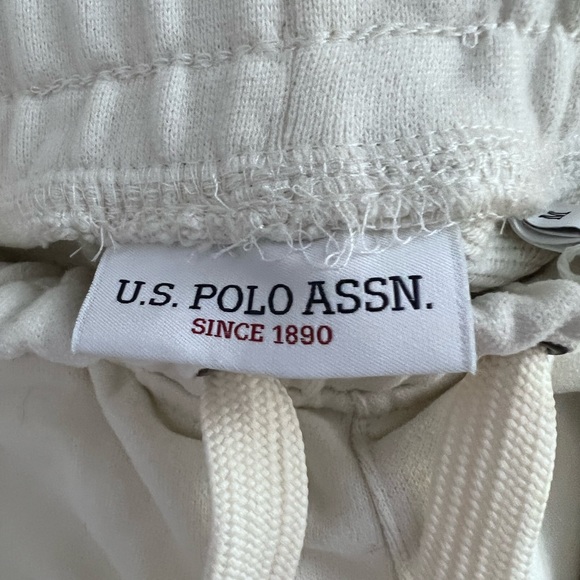 U.S. POLO ASSN.
SINCE 1890